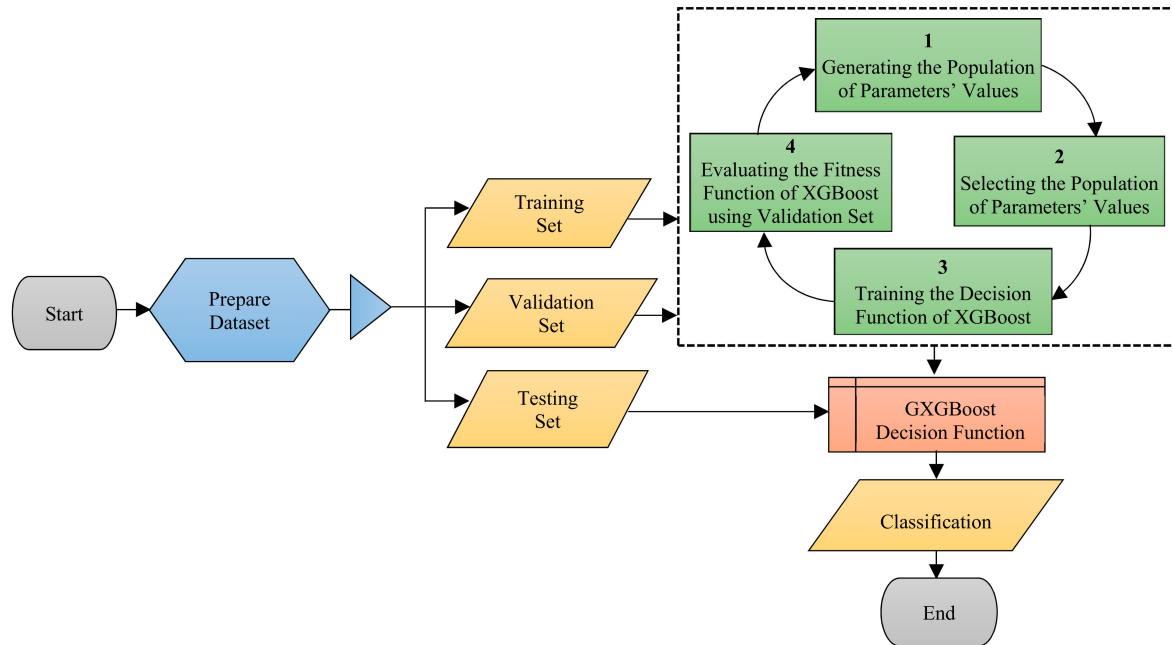 Start
Prepare
Dataset
Training
Set
Validation
Set
Testing
Set
1
Generating the Population
of Parameters' Values
2
Selecting the Population
of Parameters' Values
3
Training the Decision
Function of XGBoost
4
Evaluating the Fitness
Function of XGBoost
using Validation Set
GXGBoost
Decision Function
Classification
End